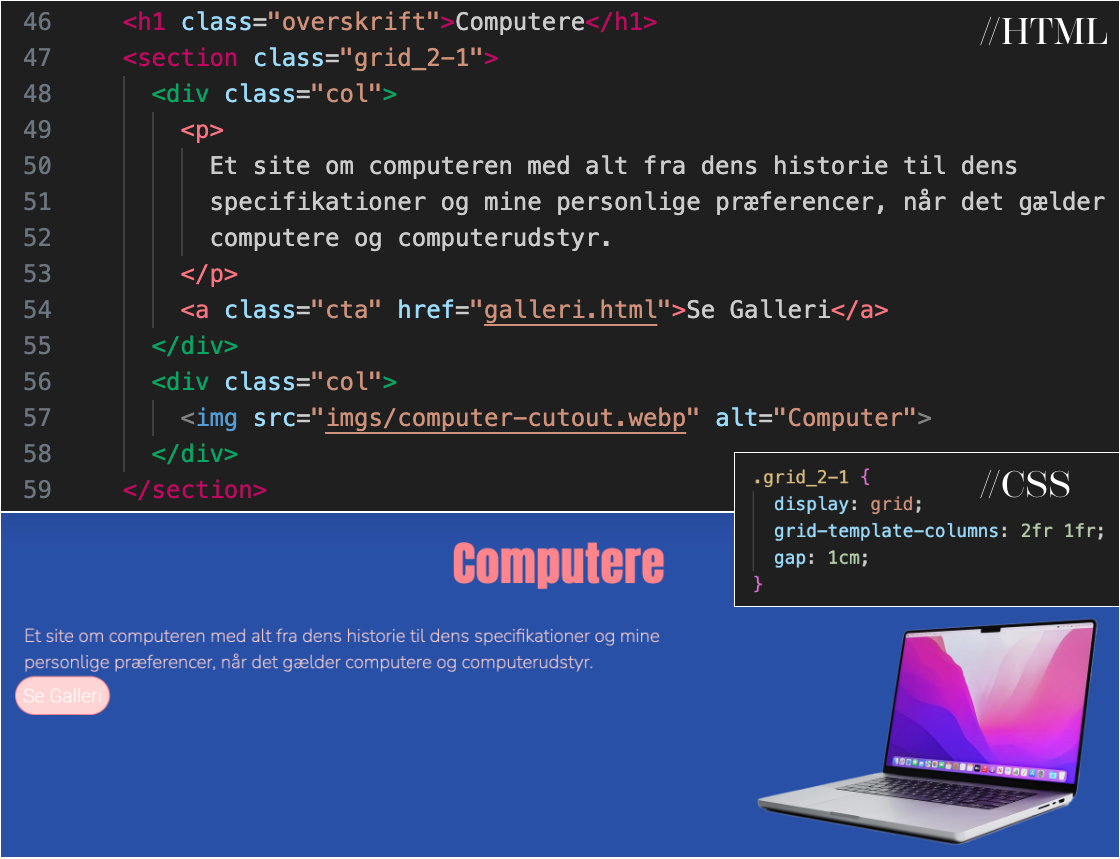 //HTML
46 <h1 class="overskrift">Computere</h1>
47 <section class="grid_2-1">
48 <div class="col">
49 <p>
50 Et site om computeren med alt fra dens historie til dens
51 specifikationer og mine personlige præferencer, når det gælder
52 computere og computerudstyr.
53 </p>
54 <a class="cta" href="galleri.html">Se Galleri</a>
55 </div>
56 <div class="col">
57 <img src="imgs/computer-cutout.webp" alt="Computer">
58 </div>
59 </section>
//CSS
.grid_2-1 {
display: grid;
grid-template-columns: 2fr 1fr;
gap: 1cm;
}
Computere
Et site om computeren med alt fra dens historie til dens specifikationer og mine
personlige præferencer, når det gælder computere og computerudstyr.
Se Galleri